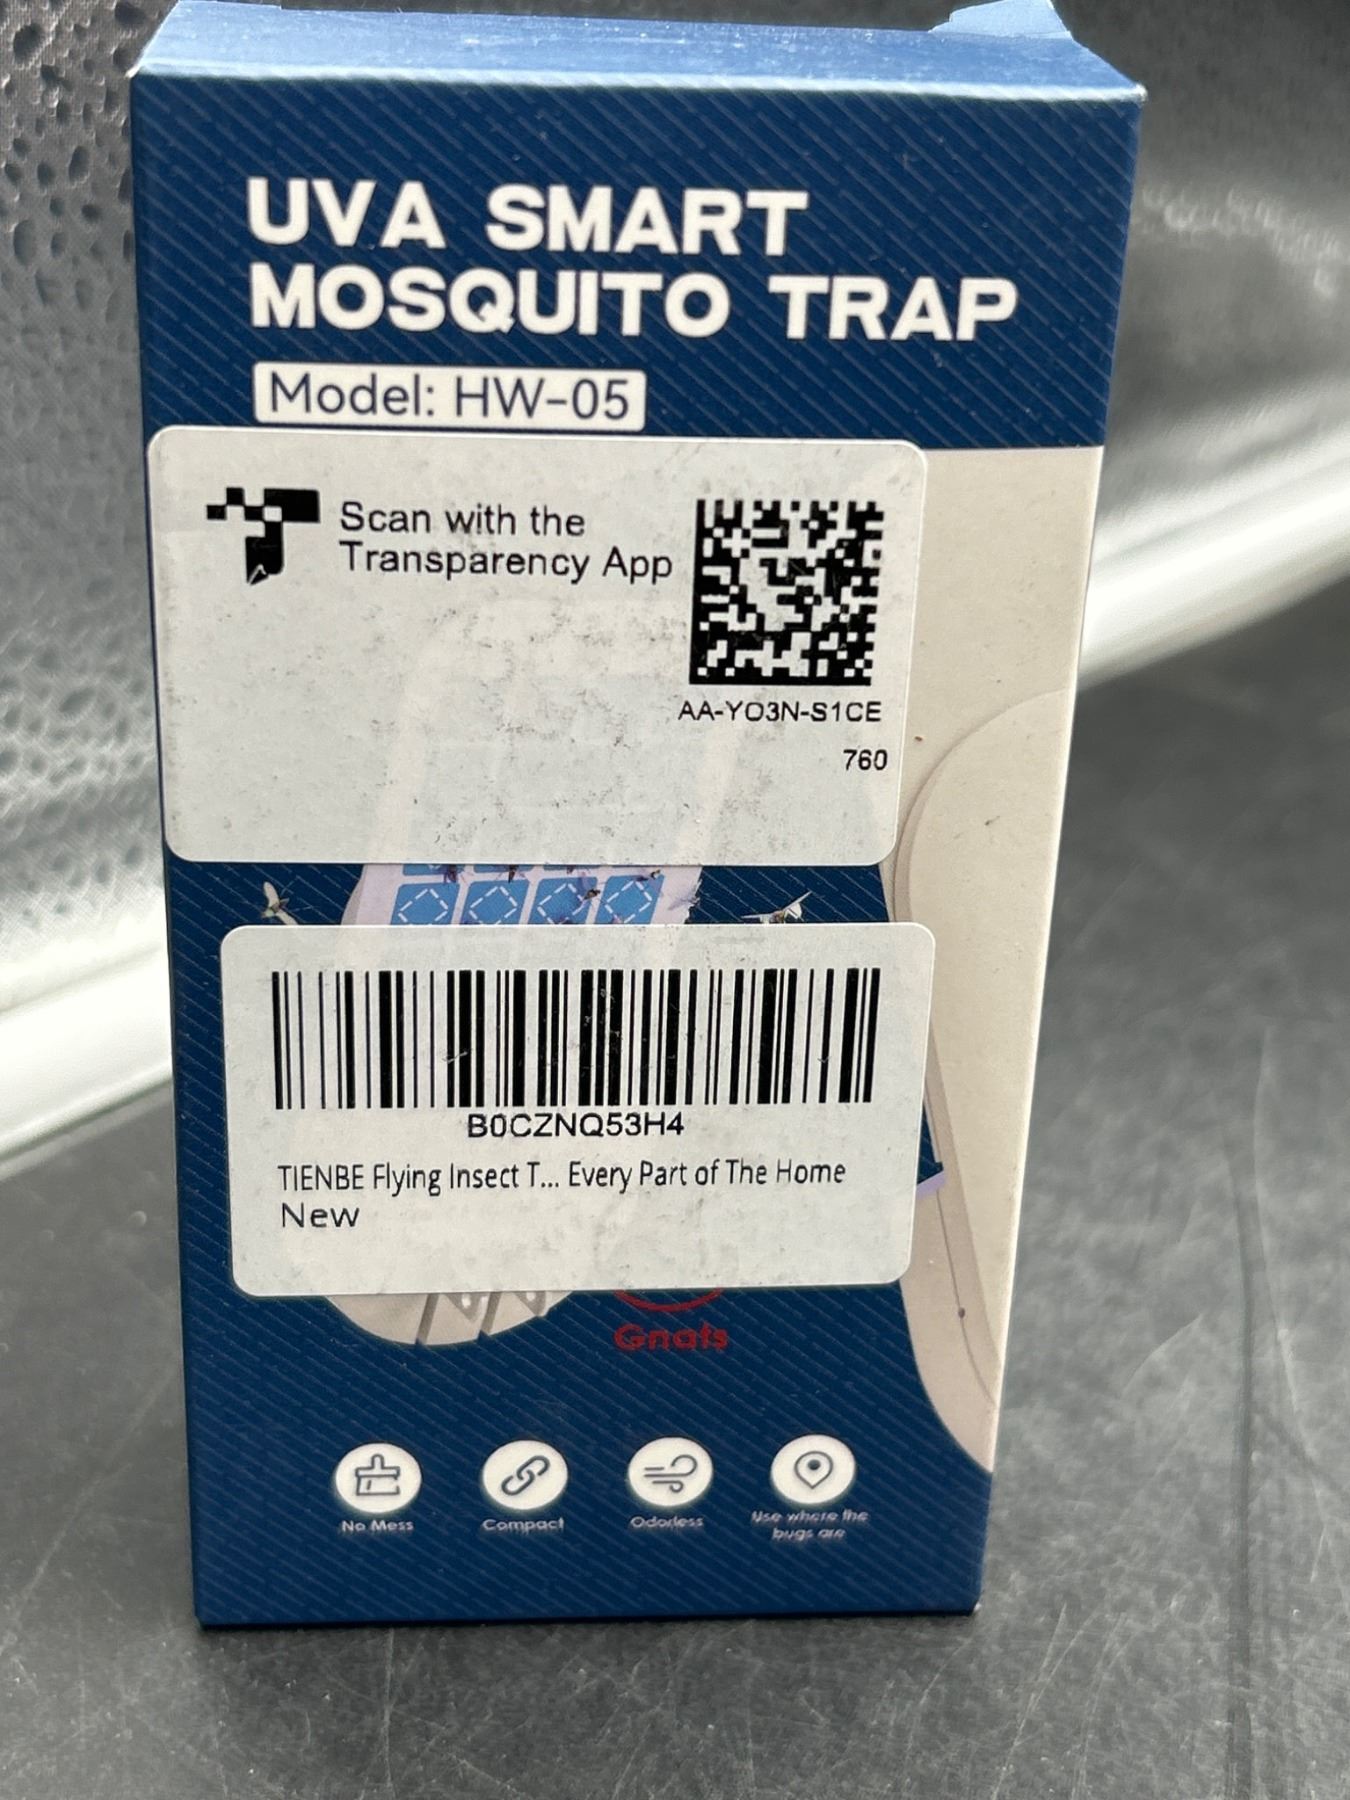 UVA SMART
MOSQUITO TRAP
Model: HW-05
Scan with the
Transparency App
AA-YO3N-S1CE
760
B0CZNQ53H4
TIENBE Flying Insect T... Every Part of The Home
New
Gnats
No Mess
Compact
Odorless
Use where the
bugs are